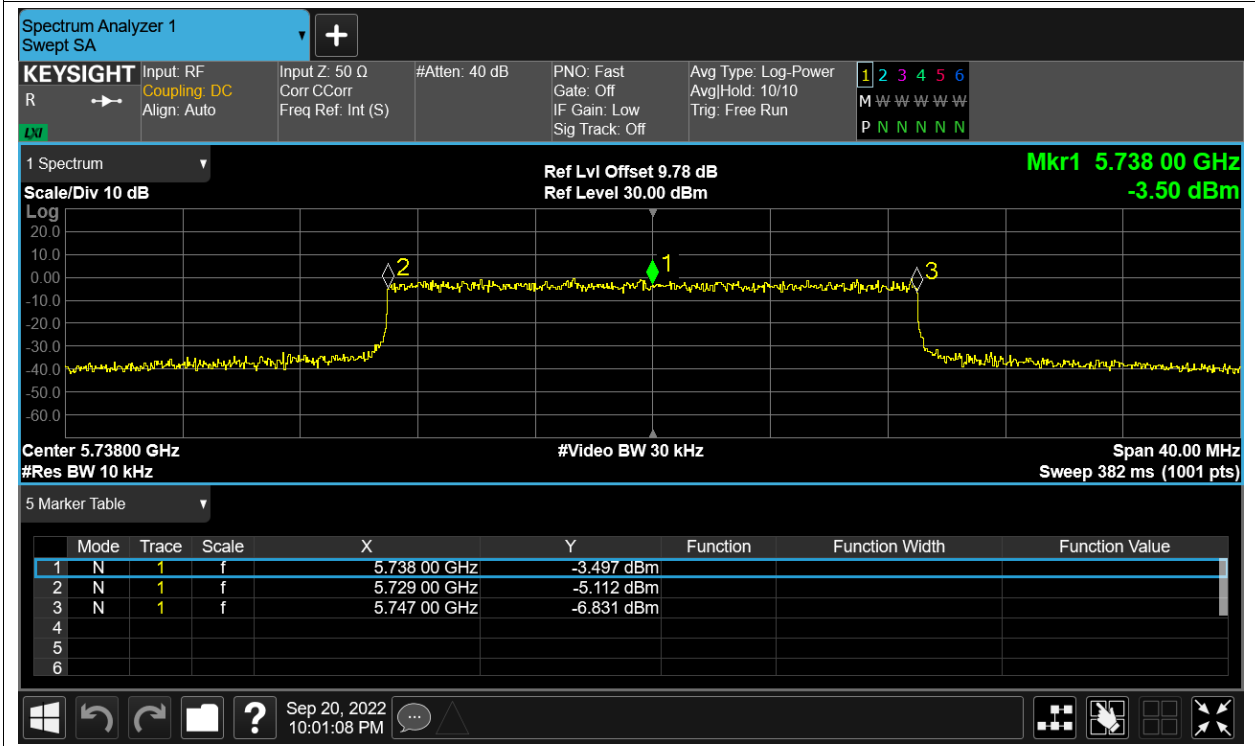 Spectrum Analyzer 1
Swept SA
+
KEYSIGHT Input: RF Input Z: 50 Ω #Atten: 40 dB PNO: Fast Avg Type: Log-Power 1 2 3 4 5 6
R Coupling: DC Corr CCorr Gate: Off Avg|Hold: 10/10 M W W W W W
Align: Auto Freq Ref: Int (S) IF Gain: Low Trig: Free Run
LXI Sig Track: Off P N N N N N
1 Spectrum Ref Lvl Offset 9.78 dB Mkr1 5.738 00 GHz
Scale/Div 10 dB Ref Level 30.00 dBm -3.50 dBm
Log
20.0
10.0
0.00
-10.0
-20.0
-30.0
-40.0
-50.0
-60.0
2 1 3
Center 5.73800 GHz #Video BW 30 kHz Span 40.00 MHz
#Res BW 10 kHz Sweep 382 ms (1001 pts)
5 Marker Table
Mode Trace Scale X Y Function Function Width Function Value
1 N 1 f 5.738 00 GHz -3.497 dBm
2 N 1 f 5.729 00 GHz -5.112 dBm
3 N 1 f 5.747 00 GHz -6.831 dBm
4
5
6
? Sep 20, 2022
10:01:08 PM